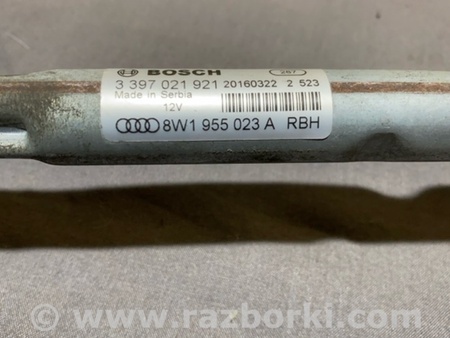 BOSCH 287
3 397 021 921 20160322 2 523
Made in Serbia
12V
8W1 955 023 A RBH
www.razborki.com